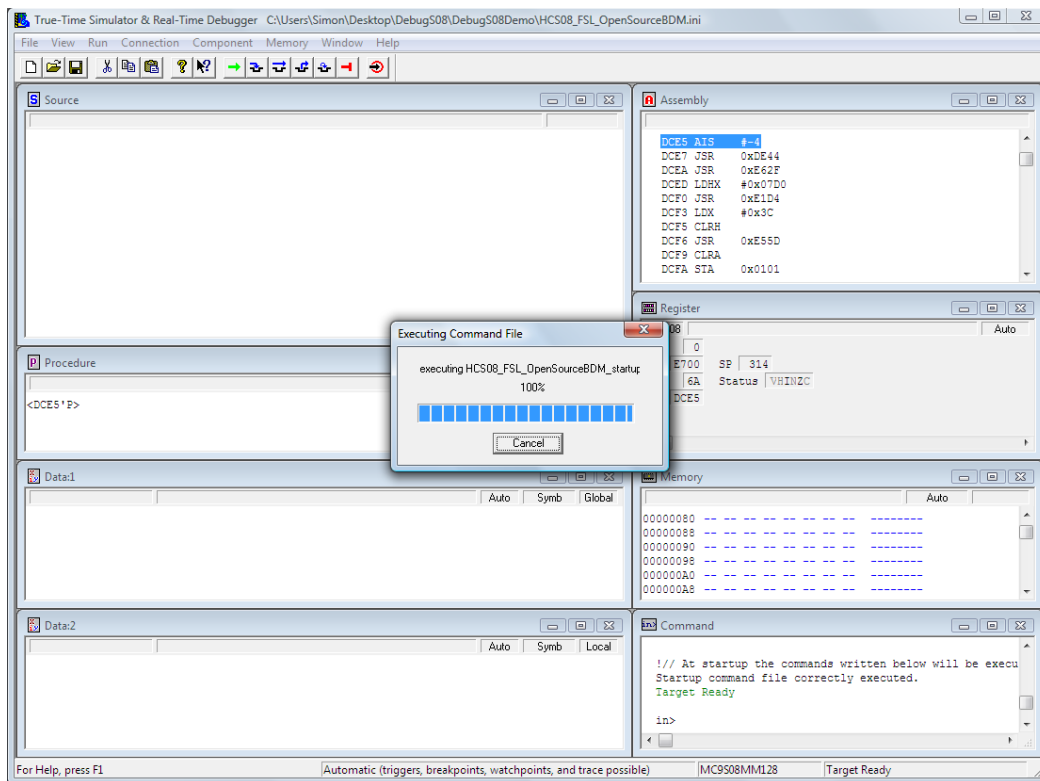 True-Time Simulator & Real-Time Debugger C:\Users\Simon\Desktop\DebugS08\DebugS08Demo\HCS08_FSL_OpenSourceBDM.ini
File View Run Connection Component Memory Window Help
Source
Assembly
DCE5 AIS #-4
DCE7 JSR 0xDE44
DCEA JSR 0xE62F
DCED LDHX #0x07D0
DCF0 JSR 0xE1D4
DCF3 LDX #0x3C
DCF5 CLRH
DCF6 JSR 0xE55D
DCF9 CLRA
DCFA STA 0x0101
Register
08 Auto
0
E700 SP 314
6A Status VHINZC
DCE5
Executing Command File
executing HCS08_FSL_OpenSourceBDM_startup
100%
Cancel
Procedure
<DCE5'P>
Data:1
Auto Symb Global
Memory
Auto
00000080 -- -- -- -- -- -- -- -- --------
00000088 -- -- -- -- -- -- -- -- --------
00000090 -- -- -- -- -- -- -- -- --------
00000098 -- -- -- -- -- -- -- -- --------
000000A0 -- -- -- -- -- -- -- -- --------
000000A8 -- -- -- -- -- -- -- -- --------
Data:2
Auto Symb Local
Command
!// At startup the commands written below will be execu
Startup command file correctly executed.
Target Ready
in>
For Help, press F1
Automatic (triggers, breakpoints, watchpoints, and trace possible)
MC9S08MM128
Target Ready